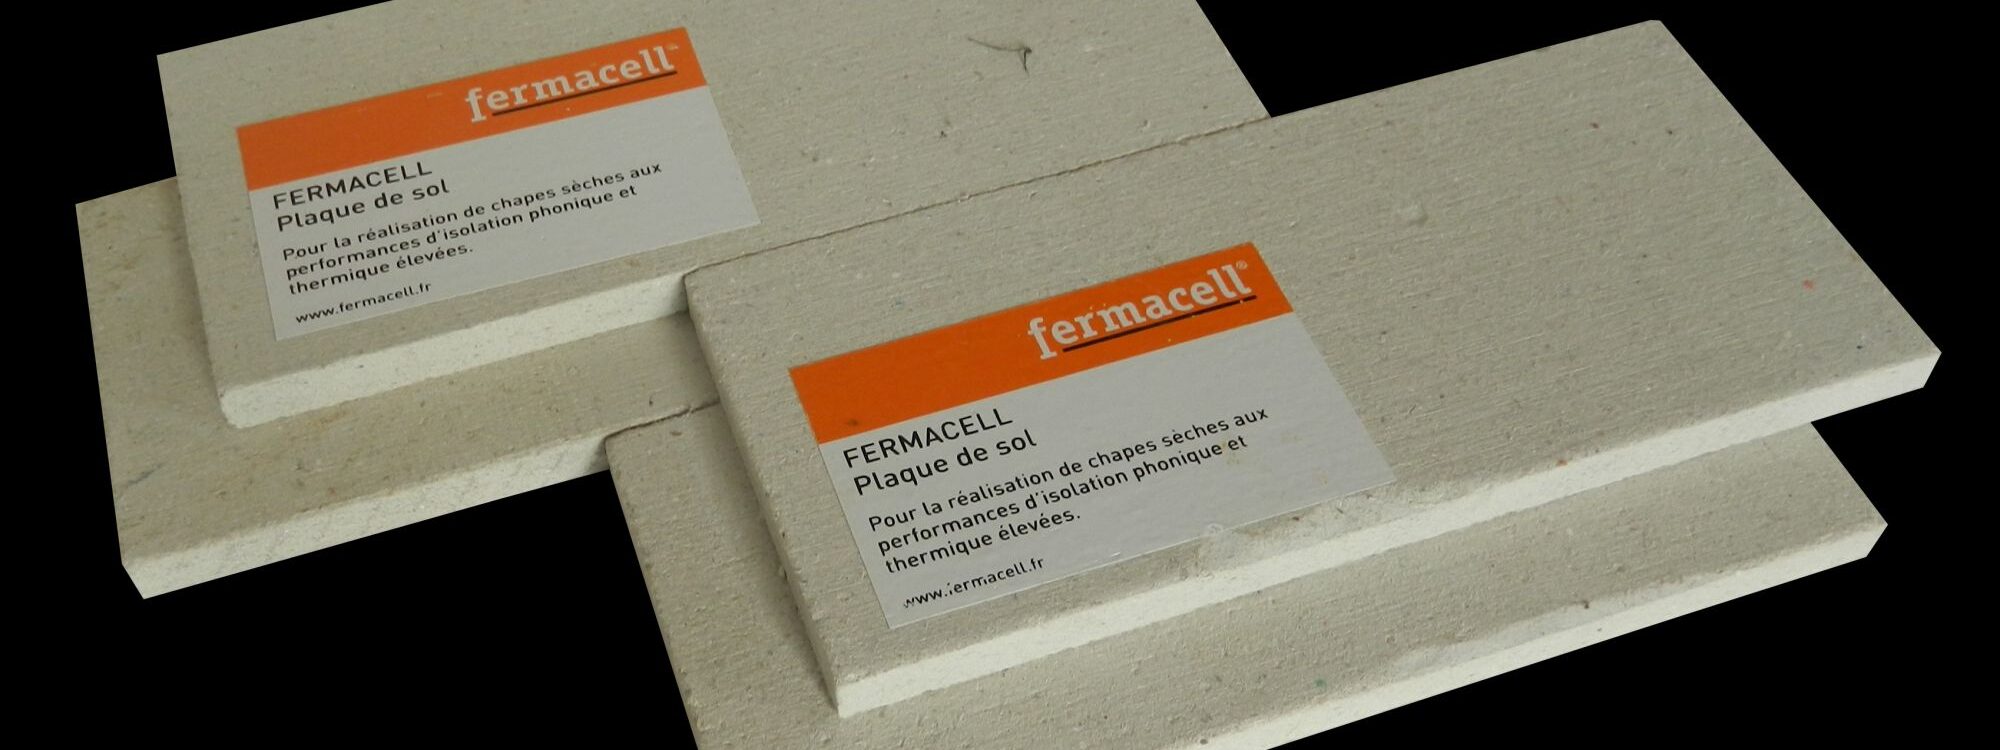 fermacell®
FERMACELL
Plaque de sol
Pour la réalisation de chapes sèches aux
performances d'isolation phonique et
thermique élevées.
www.fermacell.fr
fermacell®
FERMACELL
Plaque de sol
Pour la réalisation de chapes sèches aux
performances d'isolation phonique et
thermique élevées.
www.fermacell.fr